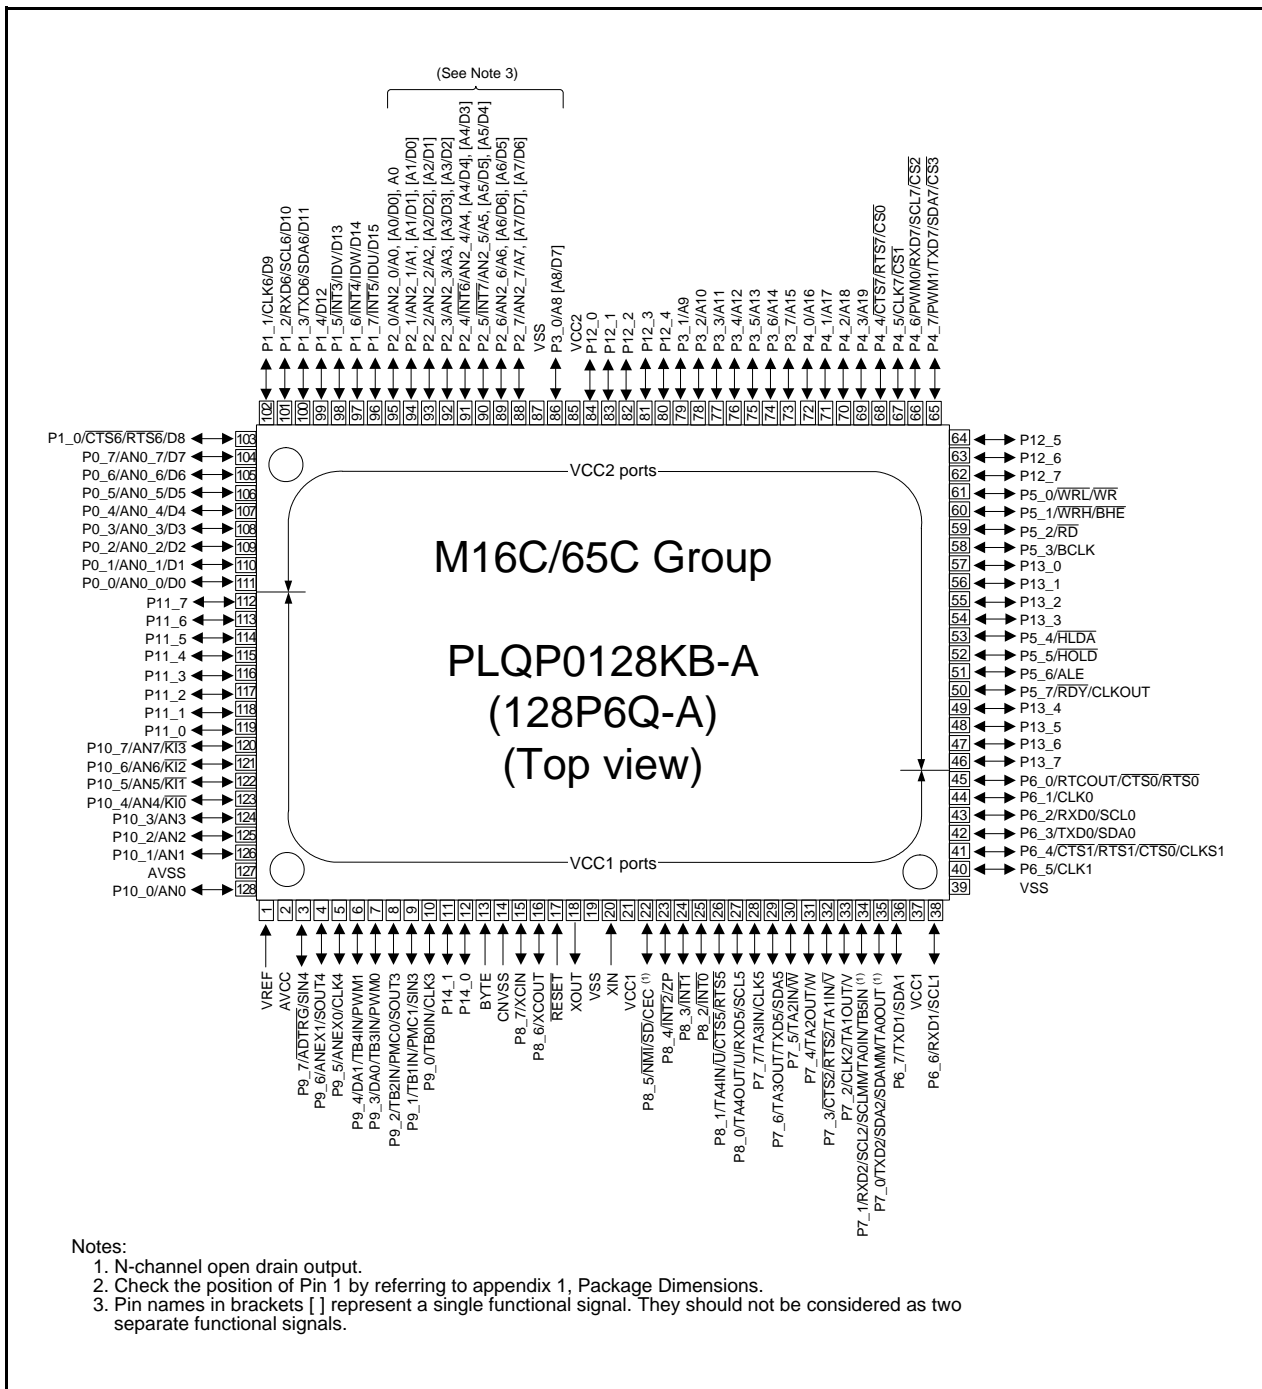 (See Note 3)
P1_1/CLK6/D9
P1_2/RXD6/SCL6/D10
P1_3/TXD6/SDA6/D11
P1_4/D12
P1_5/INT3/IDV/D13
P1_6/INT4/IDW/D14
P1_7/INT5/IDU/D15
P2_0/AN2_0/A0, [A0/D0], A0
P2_1/AN2_1/A1, [A1/D1], [A1/D0]
P2_2/AN2_2/A2, [A2/D2], [A2/D1]
P2_3/AN2_3/A3, [A3/D3], [A3/D2]
P2_4/INT6/AN2_4/A4, [A4/D4], [A4/D3]
P2_5/INT7/AN2_5/A5, [A5/D5], [A5/D4]
P2_6/AN2_6/A6, [A6/D6], [A6/D5]
P2_7/AN2_7/A7, [A7/D7], [A7/D6]
VSS
P3_0/A8 [A8/D7]
VCC2
P12_0
P12_1
P12_2
P12_3
P12_4
P3_1/A9
P3_2/A10
P3_3/A11
P3_4/A12
P3_5/A13
P3_6/A14
P3_7/A15
P4_0/A16
P4_1/A17
P4_2/A18
P4_3/A19
P4_4/CTS7/RTS7/CS0
P4_5/CLK7/CS1
P4_6/PWM0/RXD7/SCL7/CS2
P4_7/PWM1/TXD7/SDA7/CS3
102 101 100 99 98 97 96 95 94 93 92 91 90 89 88 87 86 85 84 83 82 81 80 79 78 77 76 75 74 73 72 71 70 69 68 67 66 65
P1_0/CTS6/RTS6/D8 103
P0_7/AN0_7/D7 104
P0_6/AN0_6/D6 105
P0_5/AN0_5/D5 106
P0_4/AN0_4/D4 107
P0_3/AN0_3/D3 108
P0_2/AN0_2/D2 109
P0_1/AN0_1/D1 110
P0_0/AN0_0/D0 111
P11_7 112
P11_6 113
P11_5 114
P11_4 115
P11_3 116
P11_2 117
P11_1 118
P11_0 119
P10_7/AN7/KI3 120
P10_6/AN6/KI2 121
P10_5/AN5/KI1 122
P10_4/AN4/KI0 123
P10_3/AN3 124
P10_2/AN2 125
P10_1/AN1 126
AVSS 127
P10_0/AN0 128
VCC2 ports
M16C/65C Group
PLQP0128KB-A
(128P6Q-A)
(Top view)
VCC1 ports
64 P12_5
63 P12_6
62 P12_7
61 P5_0/WRL/WR
60 P5_1/WRH/BHE
59 P5_2/RD
58 P5_3/BCLK
57 P13_0
56 P13_1
55 P13_2
54 P13_3
53 P5_4/HLDA
52 P5_5/HOLD
51 P5_6/ALE
50 P5_7/RDY/CLKOUT
49 P13_4
48 P13_5
47 P13_6
46 P13_7
45 P6_0/RTCOUT/CTS0/RTS0
44 P6_1/CLK0
43 P6_2/RXD0/SCL0
42 P6_3/TXD0/SDA0
41 P6_4/CTS1/RTS1/CTS0/CLKS1
40 P6_5/CLK1
39 VSS
1 2 3 4 5 6 7 8 9 10 11 12 13 14 15 16 17 18 19 20 21 22 23 24 25 26 27 28 29 30 31 32 33 34 35 36 37 38
VREF
AVCC
P9_7/ADTRG/SIN4
P9_6/ANEX1/SOUT4
P9_5/ANEX0/CLK4
P9_4/DA1/TB4IN/PWM1
P9_3/DA0/TB3IN/PWM0
P9_2/TB2IN/PMC0/SOUT3
P9_1/TB1IN/PMC1/SIN3
P9_0/TB0IN/CLK3
P14_1
P14_0
BYTE
CNVSS
P8_7/XCIN
P8_6/XCOUT
RESET
XOUT
VSS
XIN
VCC1
P8_5/NMI/SD/CEC (1)
P8_4/INT2/ZP
P8_3/INT1
P8_2/INT0
P8_1/TA4IN/U/CTS5/RTS5
P8_0/TA4OUT/U/RXD5/SCL5
P7_7/TA3IN/CLK5
P7_6/TA3OUT/TXD5/SDA5
P7_5/TA2IN/W
P7_4/TA2OUT/W
P7_3/CTS2/RTS2/TA1IN/V
P7_2/CLK2/TA1OUT/V
P7_1/RXD2/SCL2/SCLMM/TA0IN/TB5IN (1)
P7_0/TXD2/SDA2/SDAMM/TA0OUT (1)
P6_7/TXD1/SDA1
VCC1
P6_6/RXD1/SCL1
Notes:
1. N-channel open drain output.
2. Check the position of Pin 1 by referring to appendix 1, Package Dimensions.
3. Pin names in brackets [ ] represent a single functional signal. They should not be considered as two
separate functional signals.